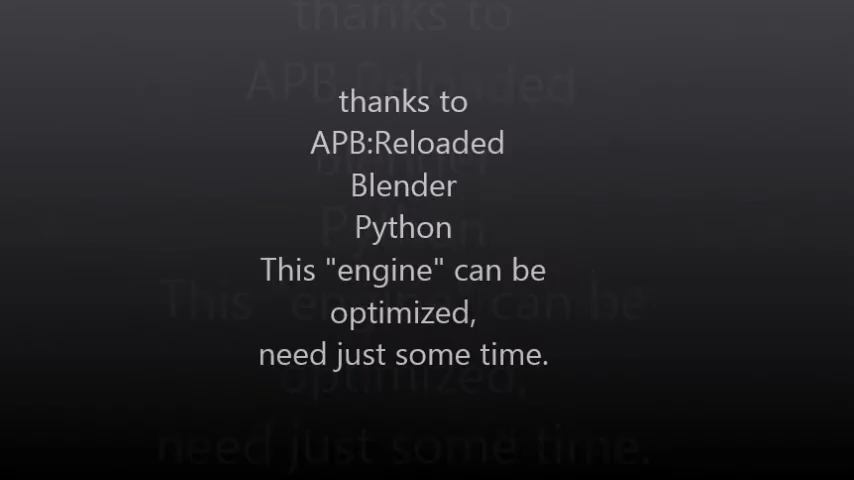 thanks to
APB:Reloaded
Blender
Python
This "engine" can be
optimized,
need just some time.